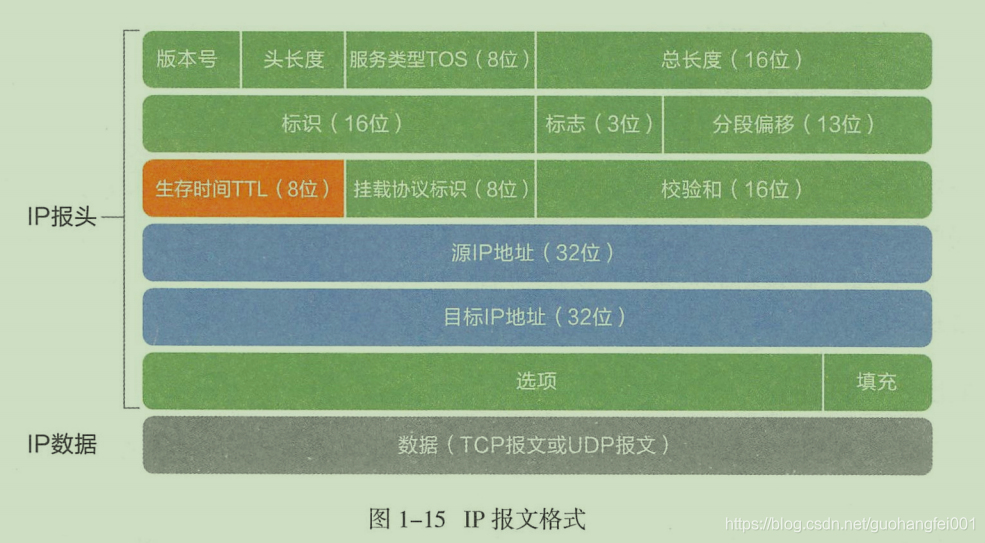 版本号 头长度 服务类型TOS（8位） 总长度（16位）
标识（16位） 标志（3位） 分段偏移（13位）
生存时间TTL（8位） 挂载协议标识（8位） 校验和（16位）
IP报头
源IP地址（32位）
目标IP地址（32位）
选项 填充
IP数据 数据（TCP报文或UDP报文）
图 1-15 IP 报文格式
https://blog.csdn.net/guohangfei001